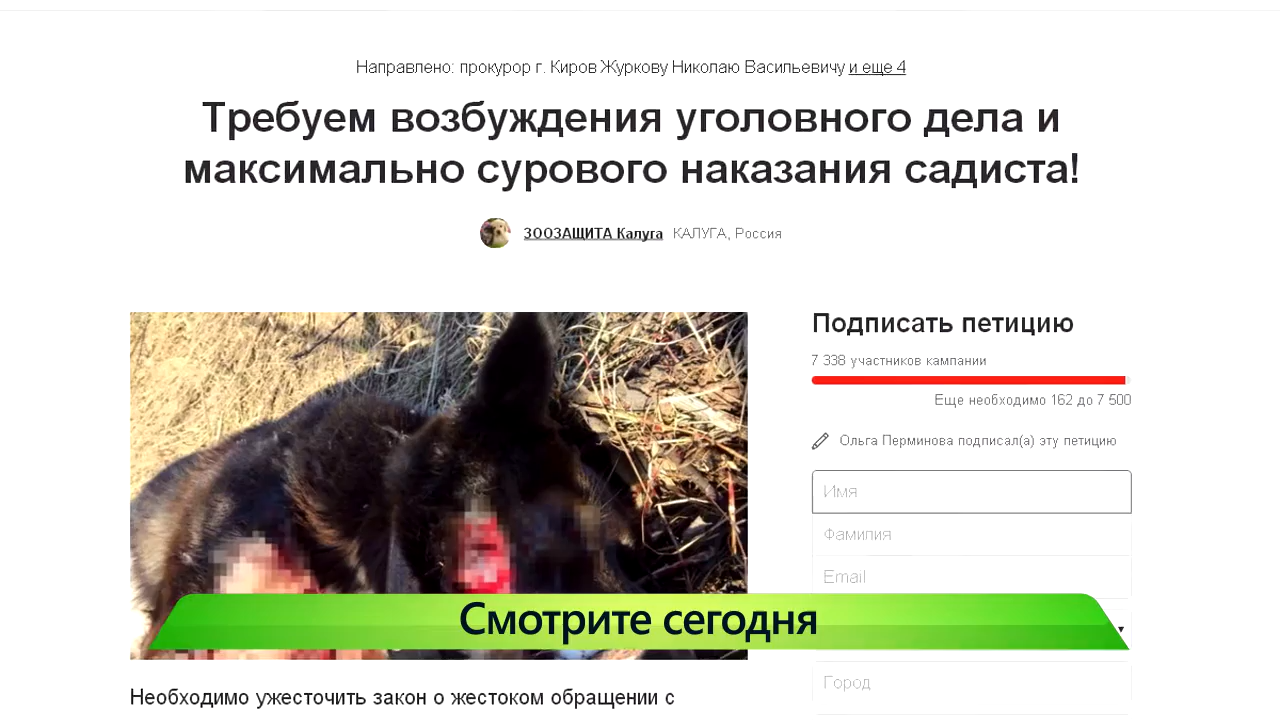 Направлено: прокурор г. Киров Журкову Николаю Васильевичу и еще 4
Требуем возбуждения уголовного дела и
максимально сурового наказания садиста!
ЗООЗАЩИТА Калуга КАЛУГА, Россия
Подписать петицию
7 338 участников кампании
Еще необходимо 162 до 7 500
Ольга Перминова подписал(а) эту петицию
Имя
Фамилия
Email
Смотрите сегодня
Город
Необходимо ужесточить закон о жестоком обращении с